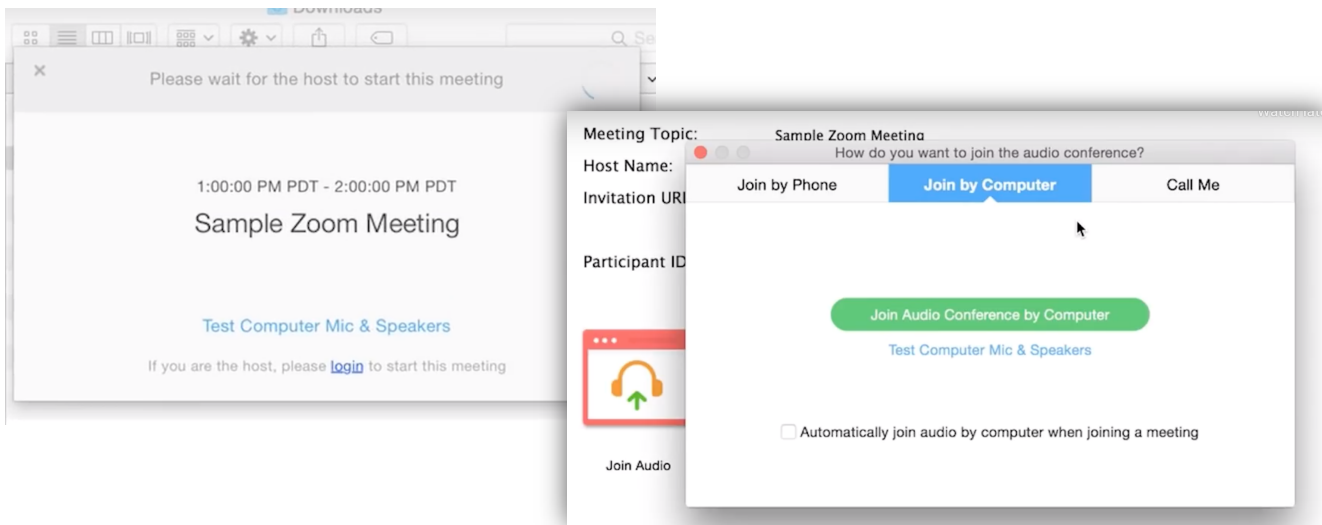 Downloads
Please wait for the host to start this meeting
1:00:00 PM PDT - 2:00:00 PM PDT
Sample Zoom Meeting
Test Computer Mic & Speakers
If you are the host, please login to start this meeting
Meeting Topic: Sample Zoom Meeting
Host Name:
Invitation URL
Participant ID
Join Audio
How do you want to join the audio conference?
Join by Phone Join by Computer Call Me
Join Audio Conference by Computer
Test Computer Mic & Speakers
Automatically join audio by computer when joining a meeting